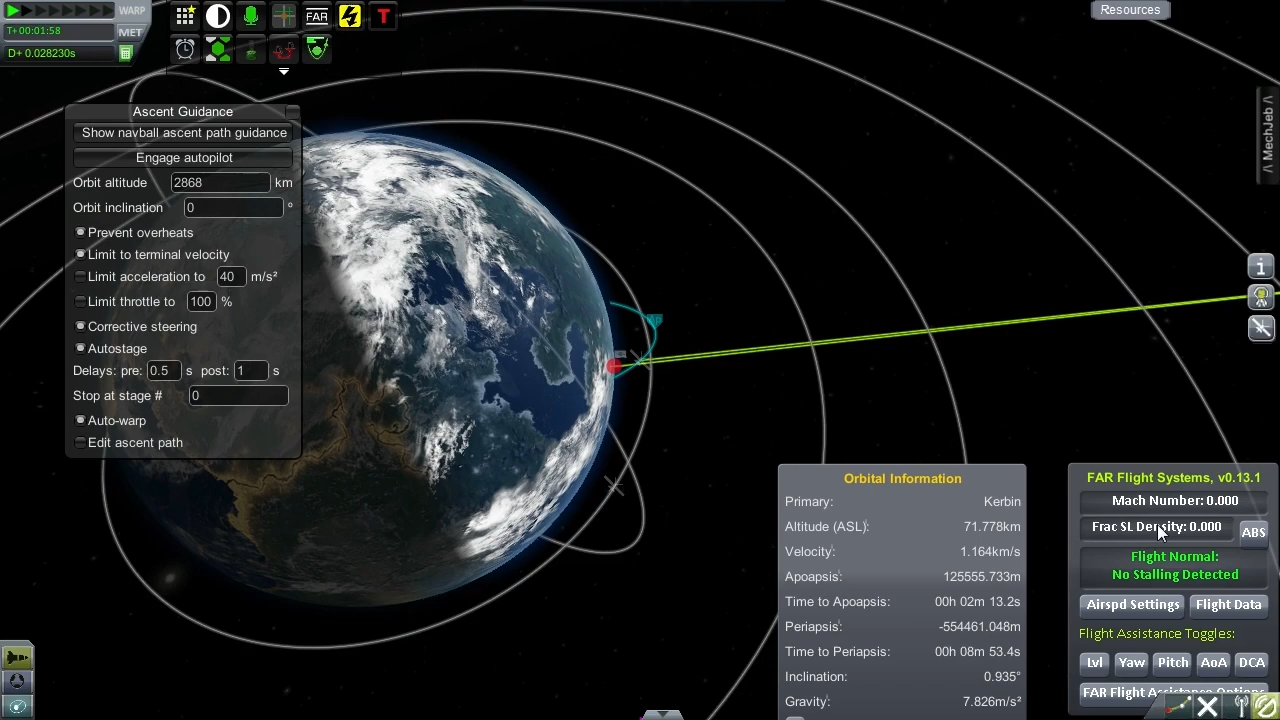 WARP
T+00:01:58
MET
D+ 0.028230s
FAR
T
Resources
/\ MechJeb /\
Ascent Guidance
Show navball ascent path guidance
Engage autopilot
Orbit altitude 2868 km
Orbit inclination 0 º
Prevent overheats
Limit to terminal velocity
Limit acceleration to 40 m/s²
Limit throttle to 100 %
Corrective steering
Autostage
Delays: pre: 0.5 s post: 1 s
Stop at stage # 0
Auto-warp
Edit ascent path
Ap
Orbital Information
Primary: Kerbin
Altitude (ASL): 71.778km
Velocity: 1.164km/s
Apoapsis: 125555.733m
Time to Apoapsis: 00h 02m 13.2s
Periapsis: -554461.048m
Time to Periapsis: 00h 08m 53.4s
Inclination: 0.935°
Gravity: 7.826m/s²
FAR Flight Systems, v0.13.1
Mach Number: 0.000
Frac SL Density: 0.000
ABS
Flight Normal:
No Stalling Detected
Airspd Settings Flight Data
Flight Assistance Toggles:
Lvl Yaw Pitch AoA DCA
FAR Flight Assistance Options